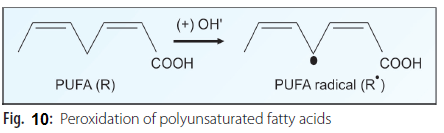 (+) OH'
COOH
COOH
PUFA (R)
PUFA radical (R•)
Fig. 10: Peroxidation of polyunsaturated fatty acids